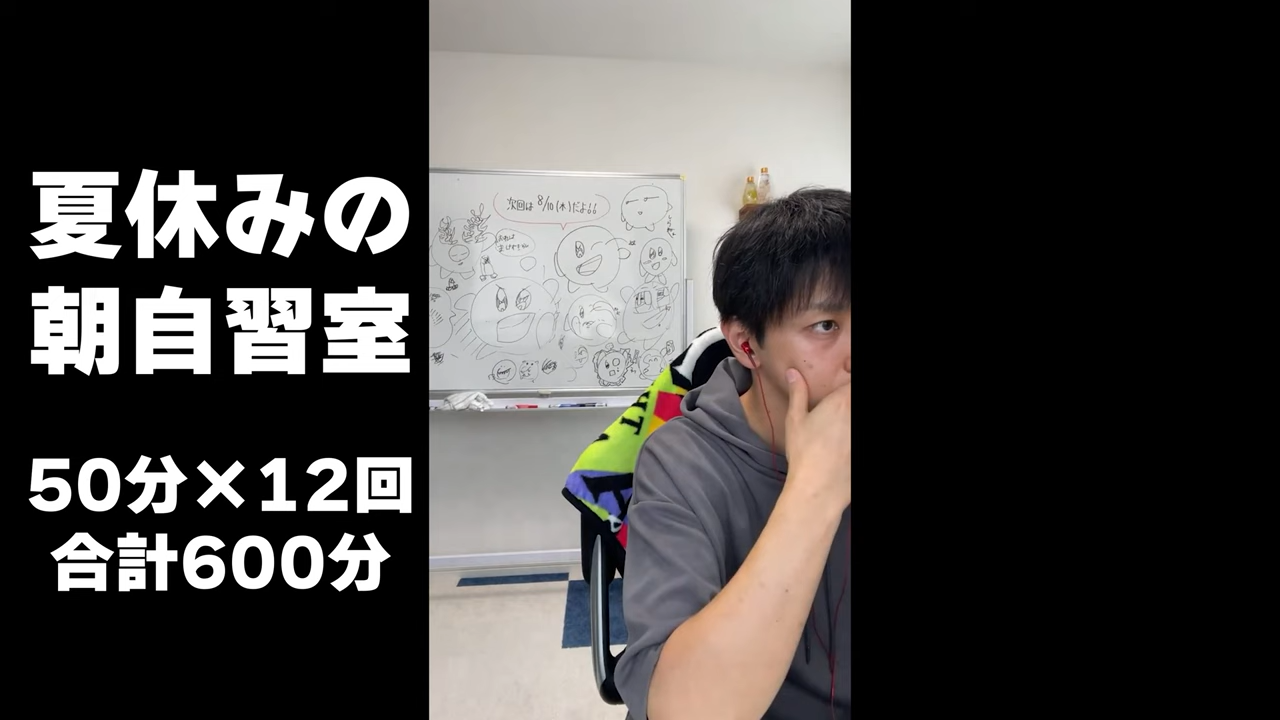 夏休みの
朝自習室
50分×12回
合計600分
次回は 8/10(木)だよ!!